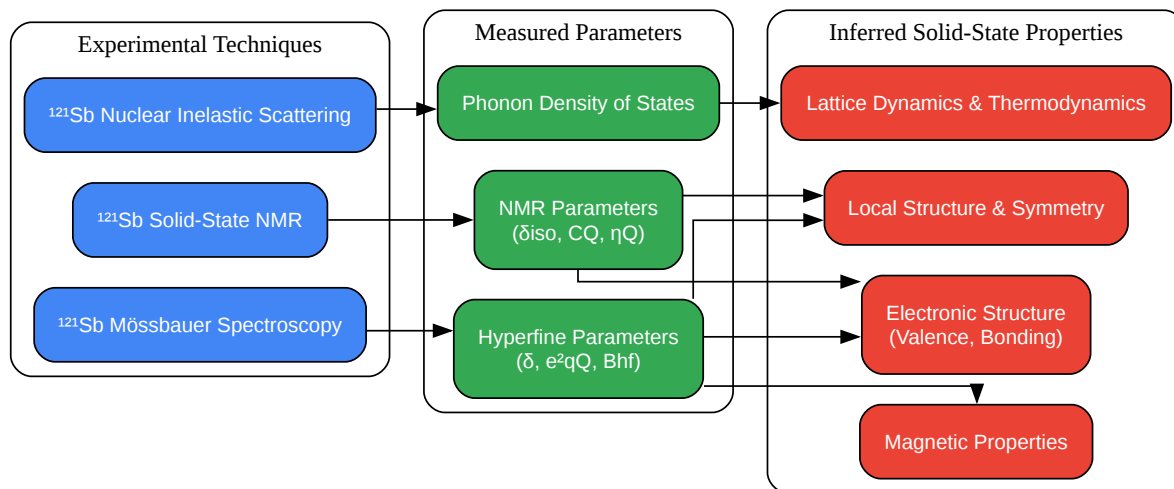 Experimental Techniques
¹²¹Sb Nuclear Inelastic Scattering
¹²¹Sb Solid-State NMR
¹²¹Sb Mössbauer Spectroscopy
Measured Parameters
Phonon Density of States
NMR Parameters
(δiso, CQ, ηQ)
Hyperfine Parameters
(δ, e²qQ, Bhf)
Inferred Solid-State Properties
Lattice Dynamics & Thermodynamics
Local Structure & Symmetry
Electronic Structure
(Valence, Bonding)
Magnetic Properties